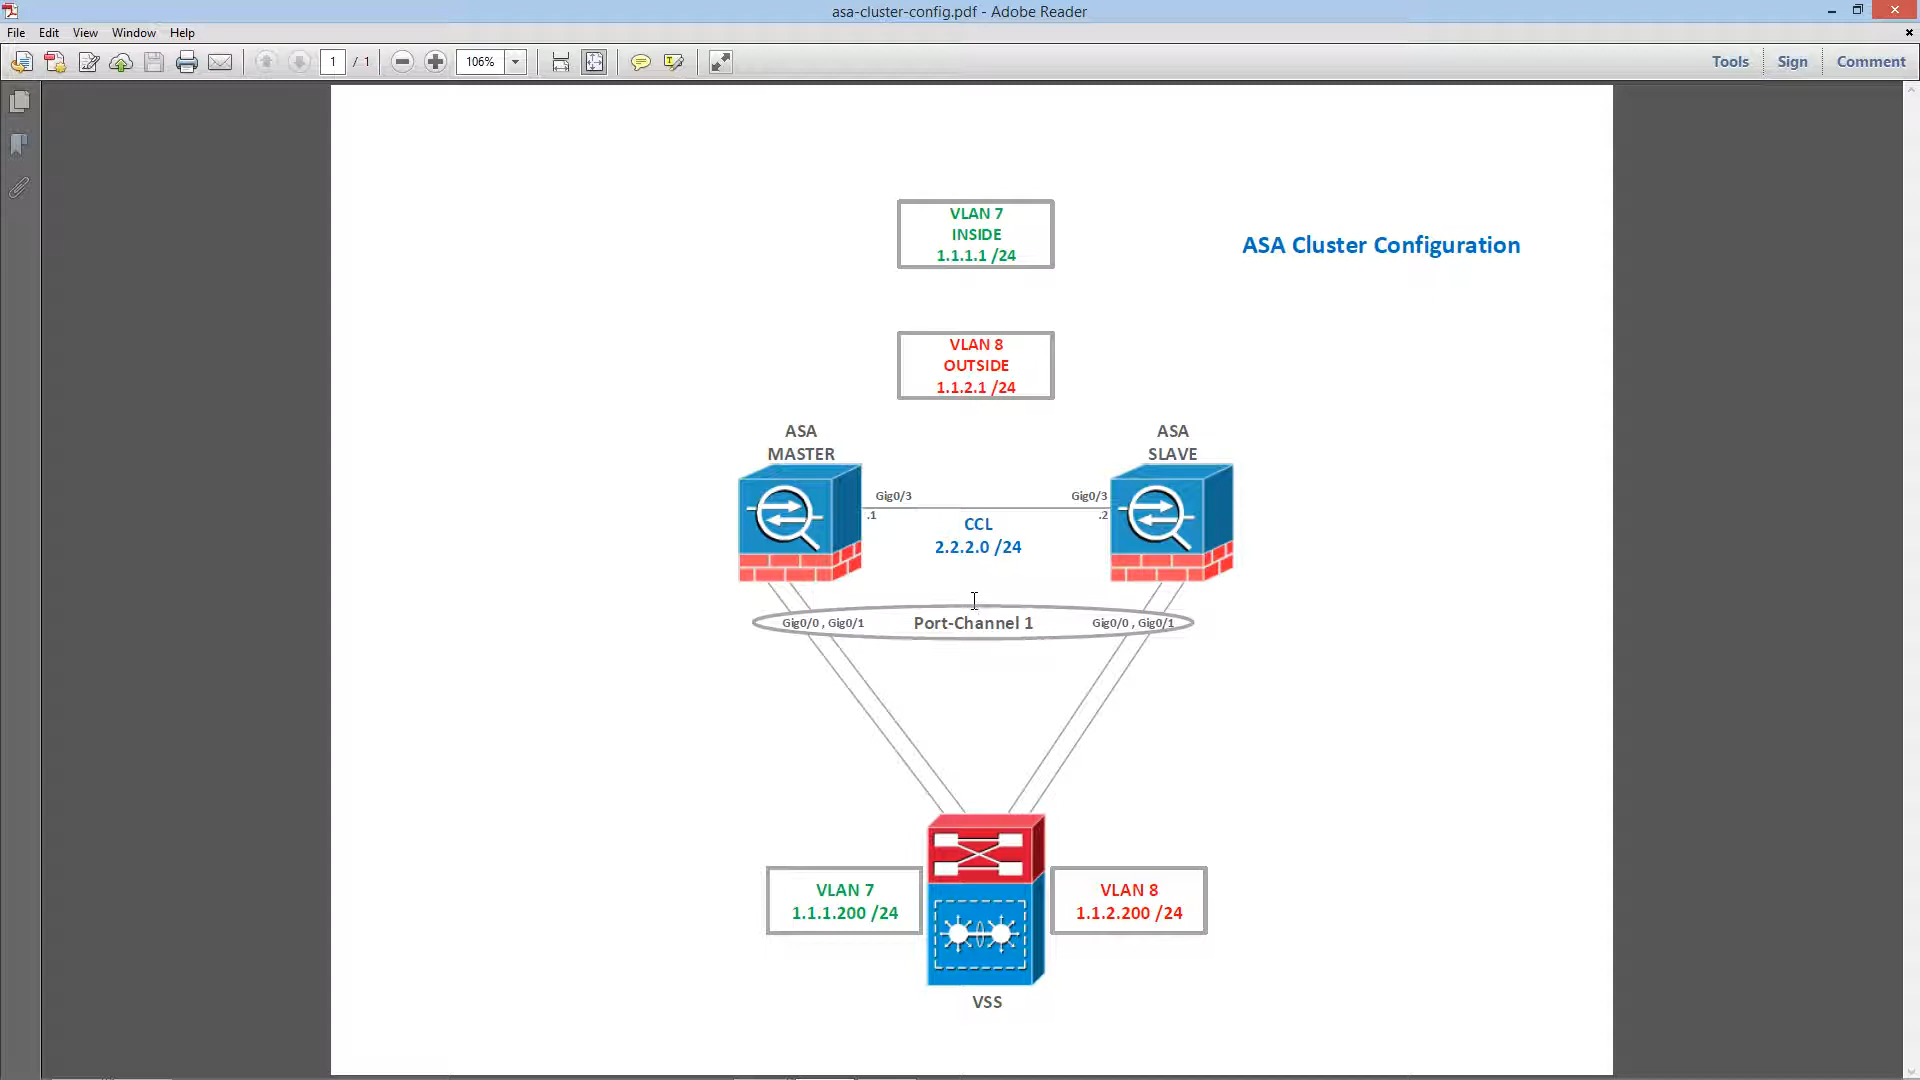 asa-cluster-config.pdf - Adobe Reader
File Edit View Window Help
1 / 1 106% Tools Sign Comment
VLAN 7
INSIDE
1.1.1.1 /24
ASA Cluster Configuration
VLAN 8
OUTSIDE
1.1.2.1 /24
ASA
MASTER
ASA
SLAVE
Gig0/3 Gig0/3
.1 .2
CCL
2.2.2.0 /24
Gig0/0 , Gig0/1 Port-Channel 1 Gig0/0 , Gig0/1
VLAN 7
1.1.1.200 /24
VLAN 8
1.1.2.200 /24
VSS